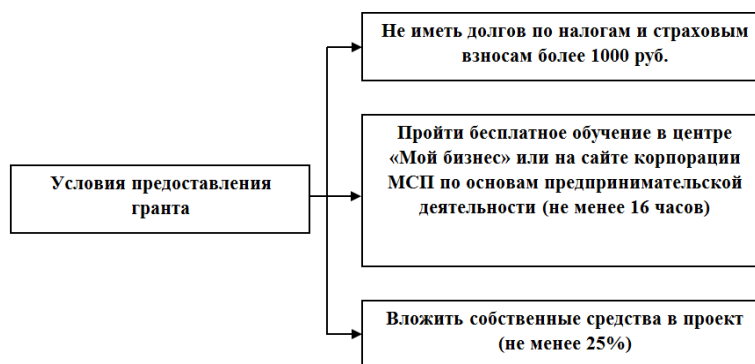 Не иметь долгов по налогам и страховым
взносам более 1000 руб.
Пройти бесплатное обучение в центре
«Мой бизнес» или на сайте корпорации
МСП по основам предпринимательской
деятельности (не менее 16 часов)
Условия предоставления
гранта
Вложить собственные средства в проект
(не менее 25%)